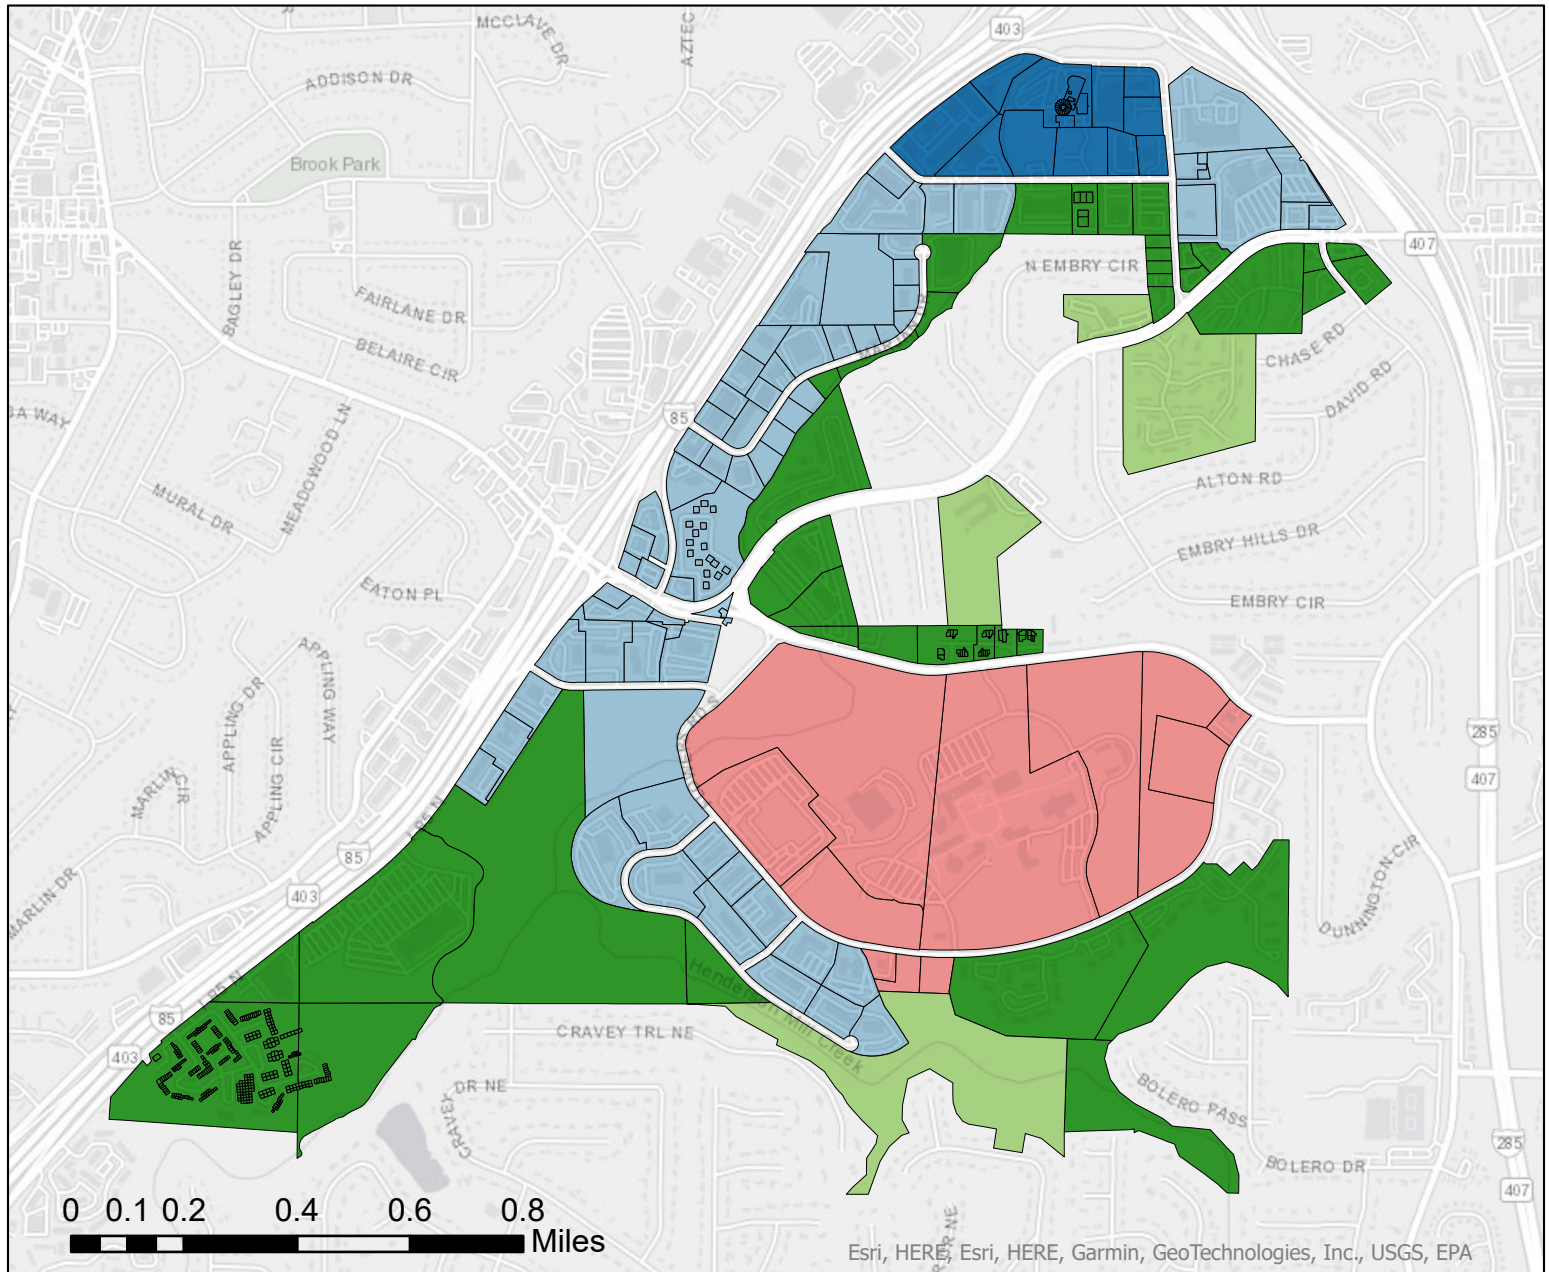 403
MCCLAVE DR
AZTEC
ADDISON DR
Brook Park
407
N EMBRY CIR
BAGLEY DR
FAIRLANE DR
BELAIRE CIR
CHASE RD
DAVID RD
85
MEADOWOOD LN
MURAL DR
ALTON RD
EMBRY HILLS DR
EATON PL
EMBRY CIR
APPLING WAY
APPLING DR
285
407
MARLIN
CIR
APPLING CIR
I 85 N
85
403
MARLIN DR
DUNNINGTON CIR
I 85 N
Henderson Mill Creek
85
403
CRAVEY TRL NE
CRAVEY
DR NE
BOLERO PASS
285
BOLERO DR
407
0 0.1 0.2 0.4 0.6 0.8
Miles
Esri, HERE, Esri, HERE, Garmin, GeoTechnologies, Inc., USGS, EPA